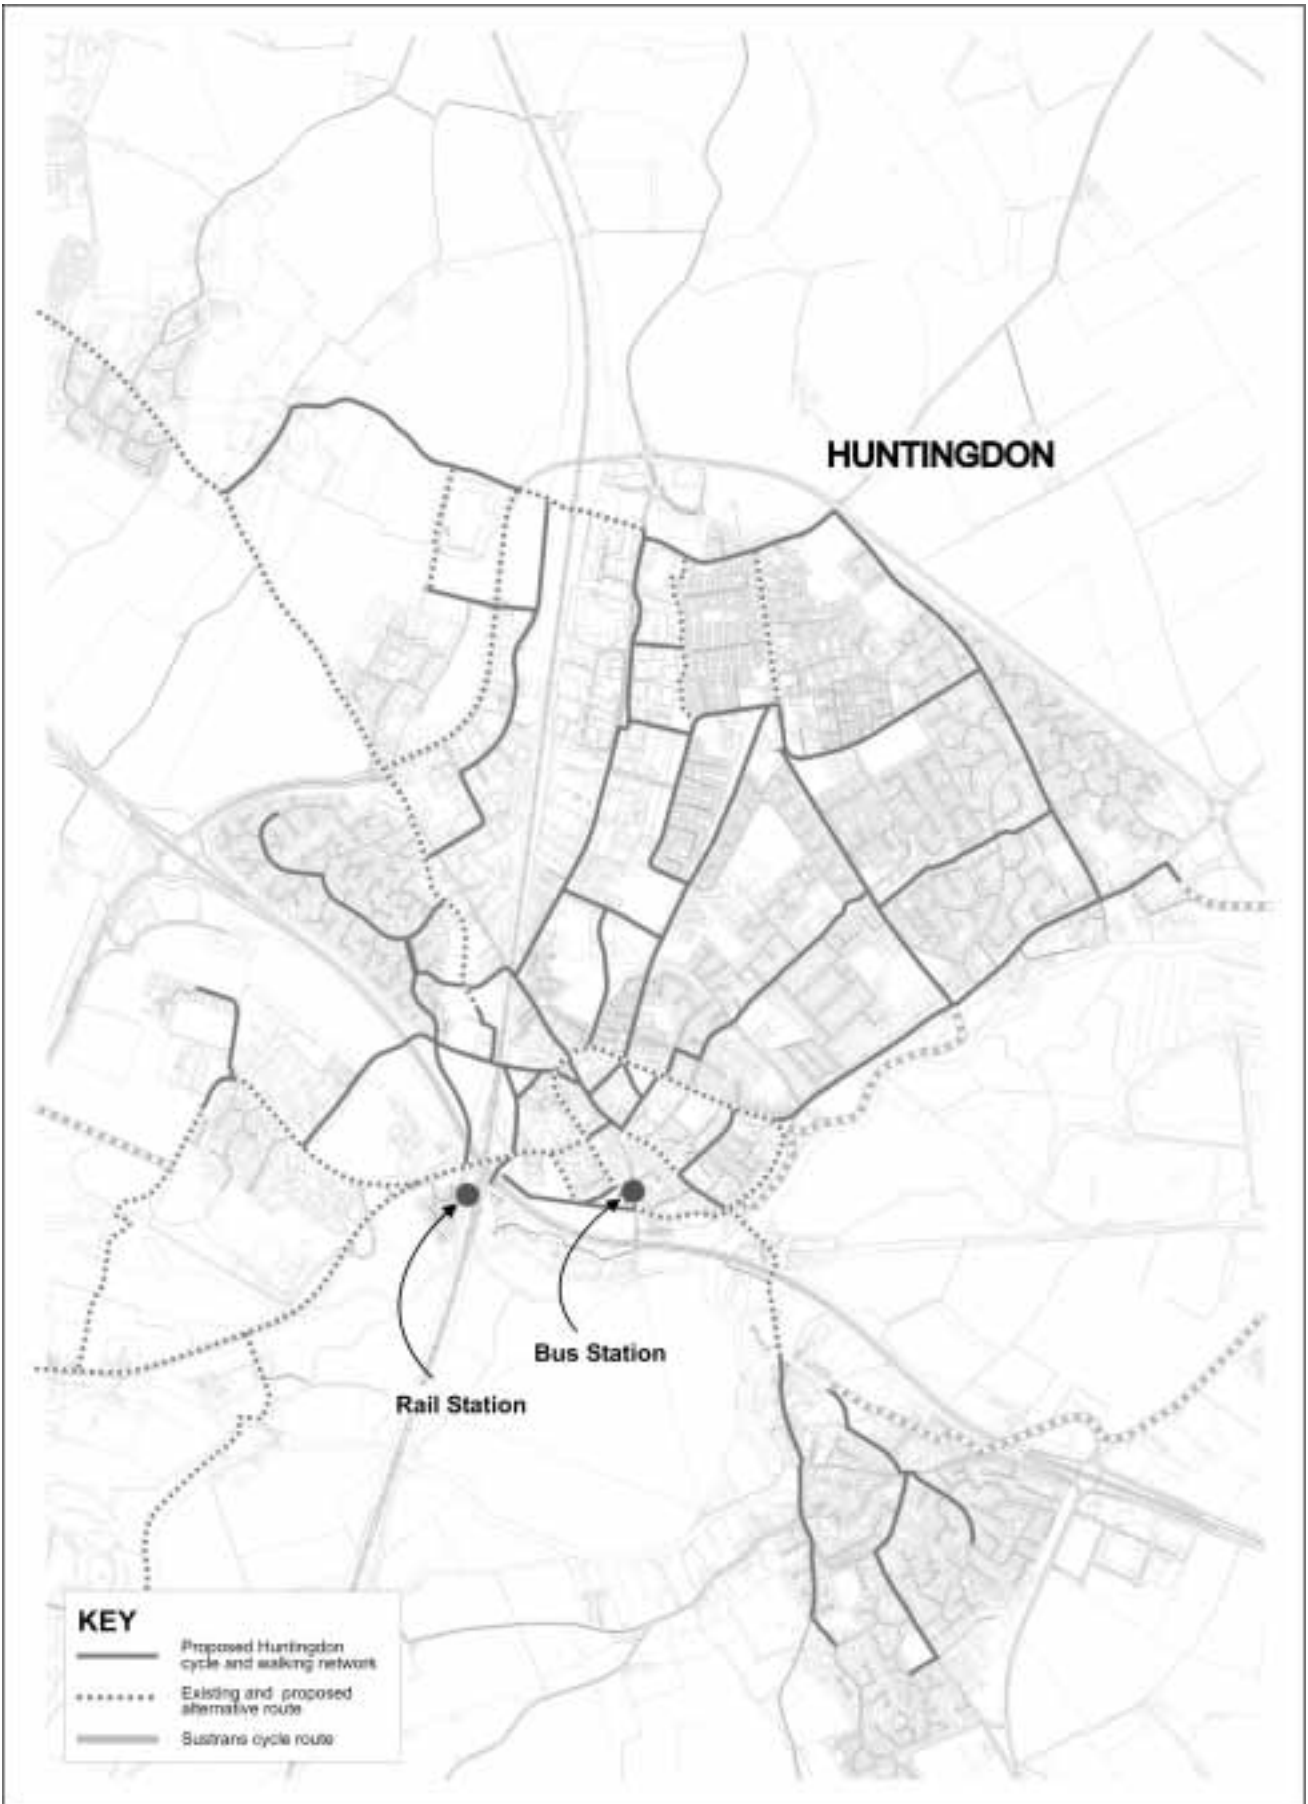 HUNTINGDON
Bus Station
Rail Station
KEY
Proposed Huntingdon
cycle and walking network
Existing and proposed
alternative route
Sustrans cycle route